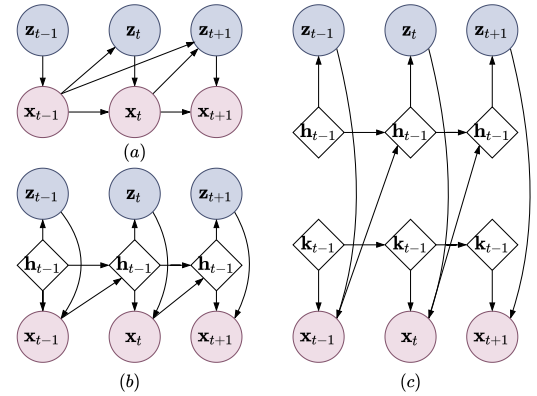 z_{t−1} z_t z_{t+1}
x_{t−1} x_t x_{t+1}
(a)
z_{t−1} z_t z_{t+1}
h_{t−1} h_{t−1} h_{t−1}
x_{t−1} x_t x_{t+1}
(b)
z_{t−1} z_t z_{t+1}
h_{t−1} h_{t−1} h_{t−1}
k_{t−1} k_{t−1} k_{t−1}
x_{t−1} x_t x_{t+1}
(c)